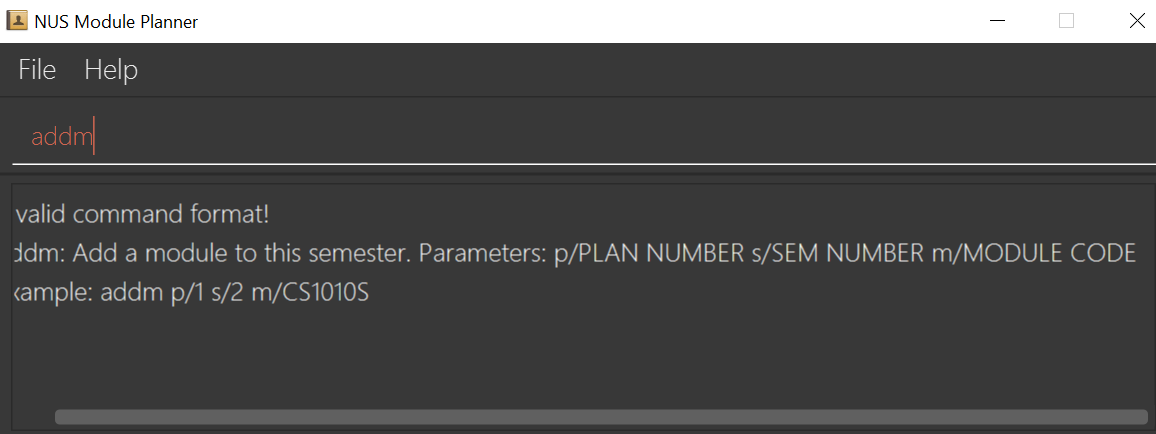 NUS Module Planner
File Help
addm
valid command format!
ddm: Add a module to this semester. Parameters: p/PLAN NUMBER s/SEM NUMBER m/MODULE CODE
xample: addm p/1 s/2 m/CS1010S